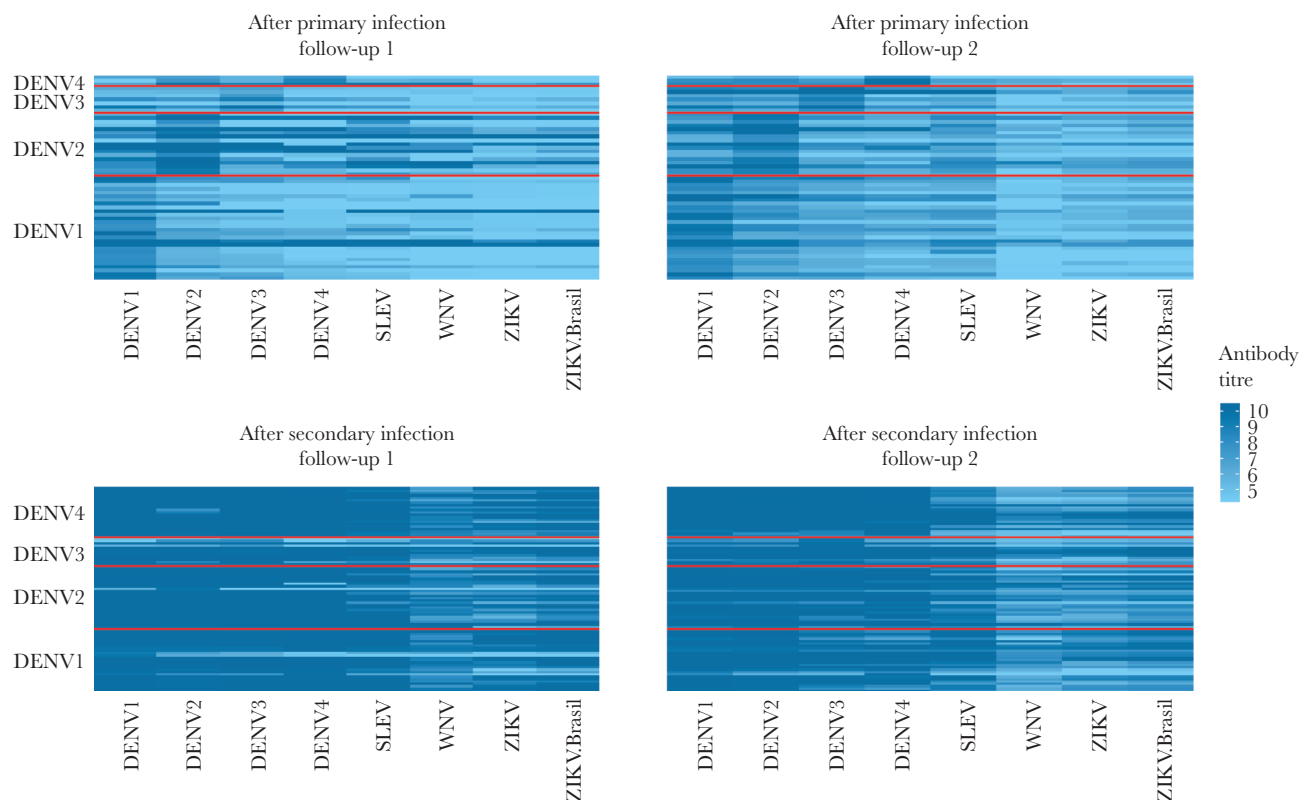 After primary infection
follow-up 1
After primary infection
follow-up 2
DENV4
DENV3
DENV2
DENV1
DENV1
DENV2
DENV3
DENV4
SLEV
WNV
ZIKV
ZIKV.Brasil
DENV1
DENV2
DENV3
DENV4
SLEV
WNV
ZIKV
ZIKV.Brasil
Antibody
titre
10
9
8
7
6
5
After secondary infection
follow-up 1
After secondary infection
follow-up 2
DENV4
DENV3
DENV2
DENV1
DENV1
DENV2
DENV3
DENV4
SLEV
WNV
ZIKV
ZIKV.Brasil
DENV1
DENV2
DENV3
DENV4
SLEV
WNV
ZIKV
ZIKV.Brasil